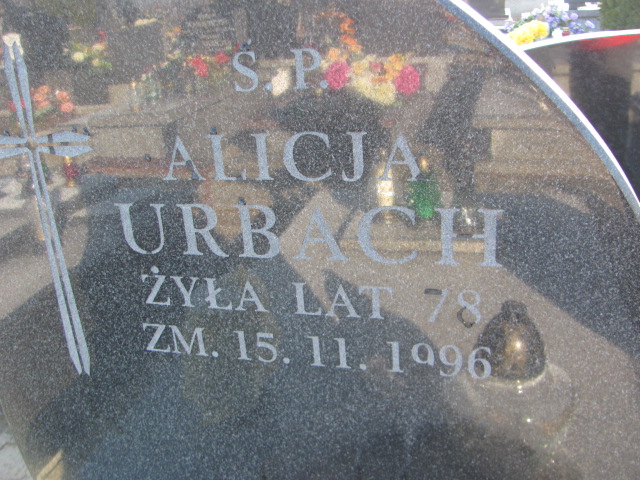 Ś.P.
ALICJA
URBACH
ŻYŁA LAT 78
ZM. 15.11.1996